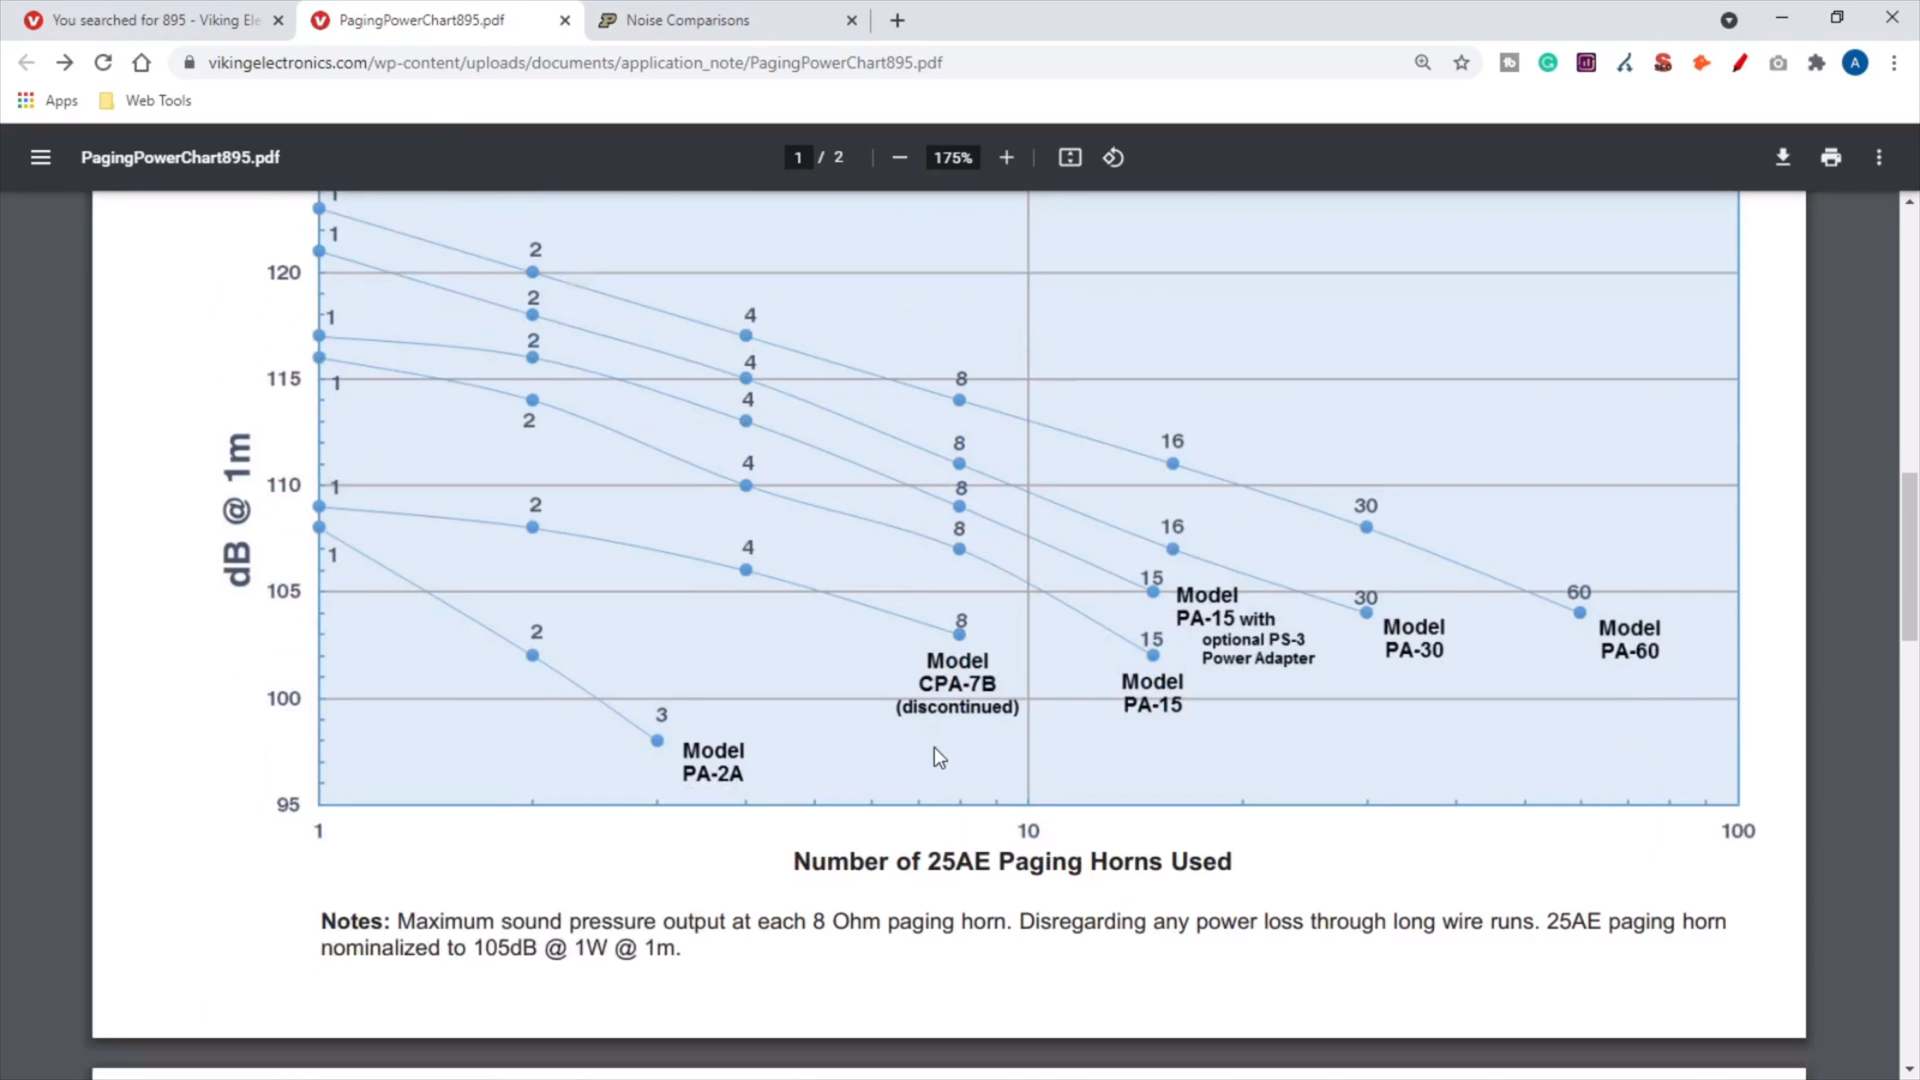 You searched for 895 - Viking Ele
PagingPowerChart895.pdf
Noise Comparisons
vikingelectronics.com/wp-content/uploads/documents/application_note/PagingPowerChart895.pdf
A
Apps
Web Tools
PagingPowerChart895.pdf
1 / 2
175%
1
1
2
120
2
4
1
2
4
115
1
4
8
2
8
16
4
110
1
8
2
30
8
16
4
1
15
105
60
30
Model
PA-15 with
optional PS-3
Power Adapter
Model
PA-30
Model
PA-60
2
8
15
Model
CPA-7B
(discontinued)
Model
PA-15
100
3
Model
PA-2A
95
dB @ 1m
1
10
100
Number of 25AE Paging Horns Used
Notes: Maximum sound pressure output at each 8 Ohm paging horn. Disregarding any power loss through long wire runs. 25AE paging horn
nominalized to 105dB @ 1W @ 1m.